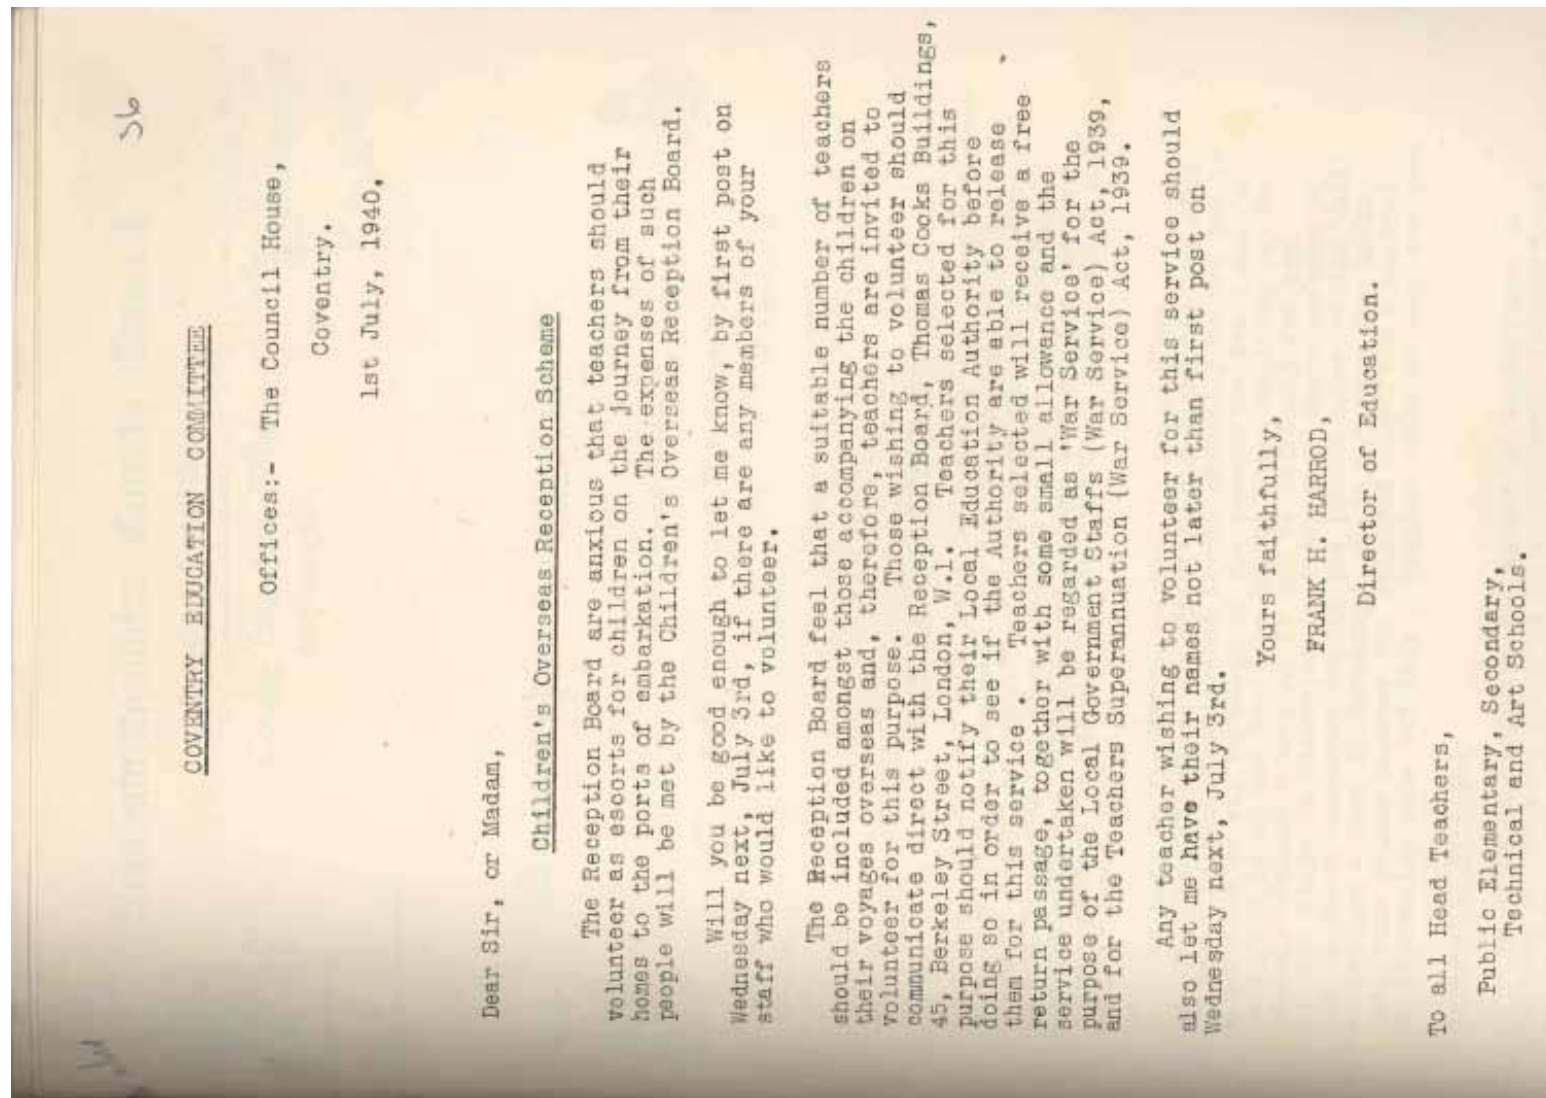 36
COVENTRY EDUCATION COMMITTEE
Offices:- The Council House,
Coventry.
1st July, 1940.
Dear Sir, or Madam,
Children's Overseas Reception Scheme
The Reception Board are anxious that teachers should
volunteer as escorts for children on the journey from their
homes to the ports of embarkation. The expenses of such
people will be met by the Children's Overseas Reception Board.
Will you be good enough to let me know, by first post on
Wednesday next, July 3rd, if there are any members of your
staff who would like to volunteer.
The Reception Board feel that a suitable number of teachers
should be included amongst those accompanying the children on
their voyages overseas and, therefore, teachers are invited to
volunteer for this purpose. Those wishing to volunteer should
communicate direct with the Reception Board, Thomas Cooks Buildings,
45, Berkeley Street, London, W.1. Teachers selected for this
purpose should notify their Local Education Authority before
doing so in order to see if the Authority are able to release
them for this service . Teachers selected will receive a free
return passage, together with some small allowance and the
service undertaken will be regarded as 'War Service' for the
purpose of the Local Government Staffs (War Service) Act, 1939,
and for the Teachers Superannuation (War Service) Act, 1939.
Any teacher wishing to volunteer for this service should
also let me have their names not later than first post on
Wednesday next, July 3rd.
Yours faithfully,
FRANK H. HARROD,
Director of Education.
To all Head Teachers,
Public Elementary, Secondary,
Technical and Art Schools.